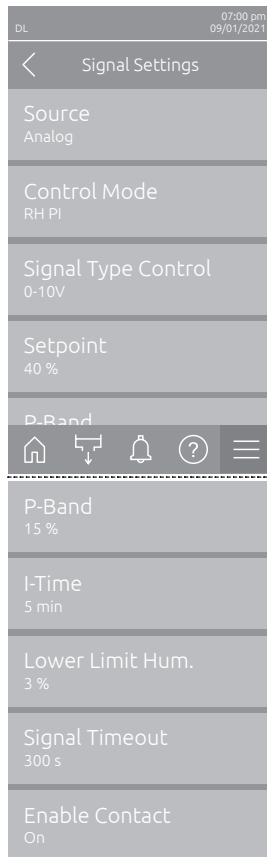 07:00 pm
DL 09/01/2021
Signal Settings
Source
Analog
Control Mode
RH PI
Signal Type Control
0-10V
Setpoint
40 %
P-Band
?
P-Band
15 %
I-Time
5 min
Lower Limit Hum.
3 %
Signal Timeout
300 s
Enable Contact
On